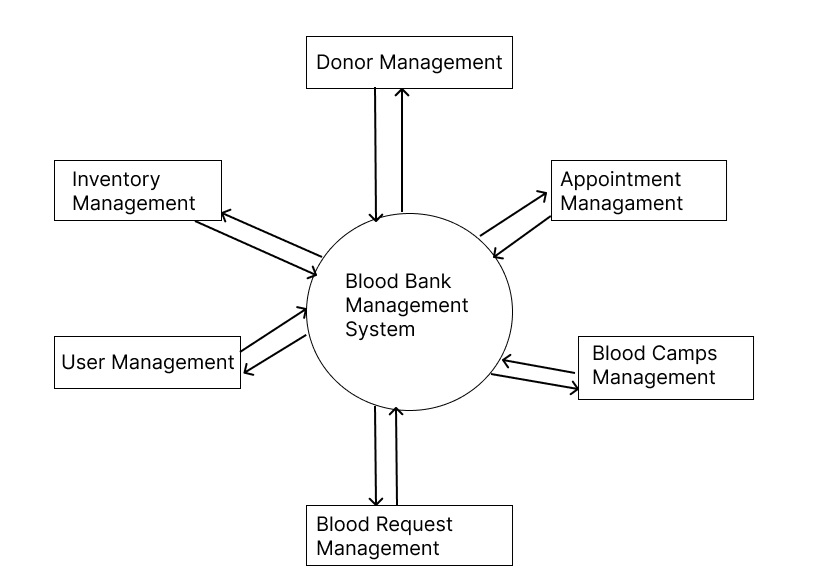 Donor Management
Inventory
Management
Appointment
Managament
Blood Bank
Management
System
User Management
Blood Camps
Management
Blood Request
Management